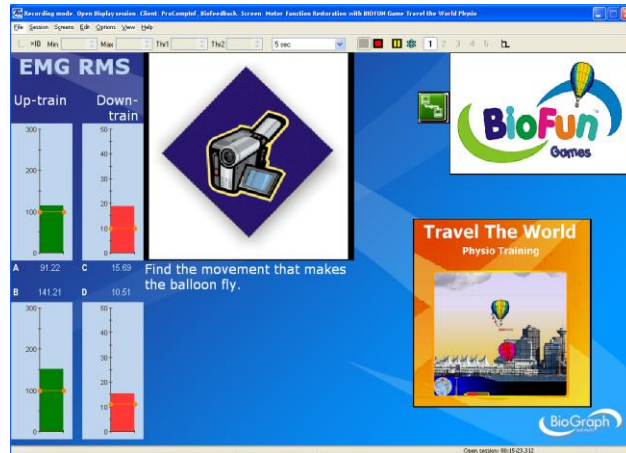 Recording mode. Open Display session. Client: ProCompInf, Biofeedback. Screen: Motor Function Restoration with BIOFUN Game Travel the World Physio
File Session Screens Edit Options View Help
×10 Min Max Thr1 Thr2 5 sec 1 2 3 4 5
EMG RMS
Up-train
Down-
train
300
200
100
0
50
40
30
20
10
0
A 91.22 C 15.69
B 141.21 D 10.51
300
200
100
0
50
40
30
20
10
0
Find the movement that makes
the balloon fly.
BioFun
Games
Travel The World
Physio Training
BioGraph
Open session: 00:15:23.312